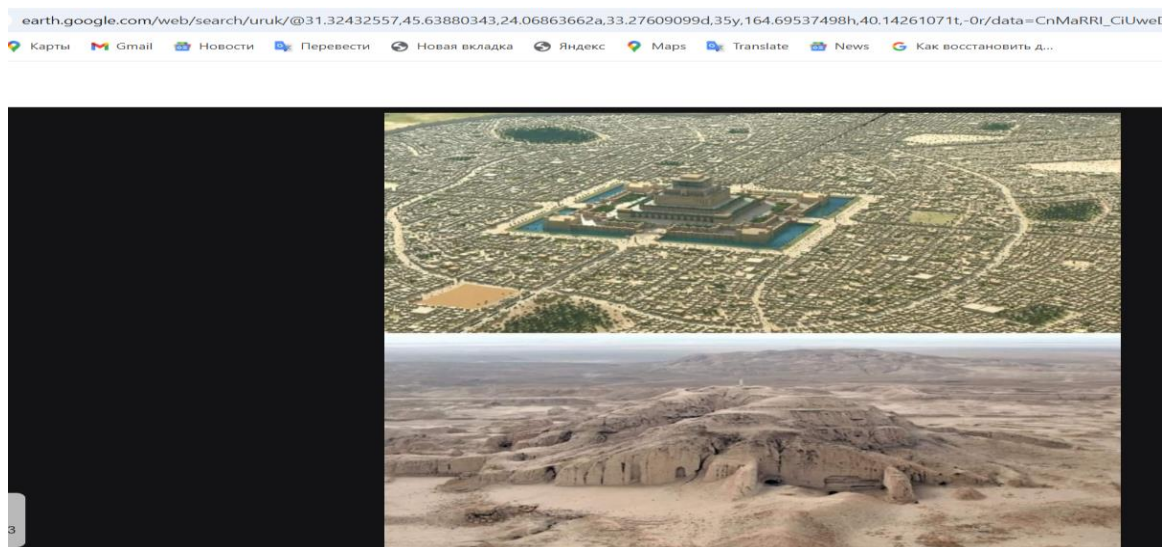 earth.google.com/web/search/uruk/@31.32432557,45.63880343,24.06863662a,33.27609099d,35y,164.69537498h,40.14261071t,-0r/data=CnMaRRI_CiUweD
Карты Gmail Новости Перевести Новая вкладка Яндекс Maps Translate News Как восстановить д...
3